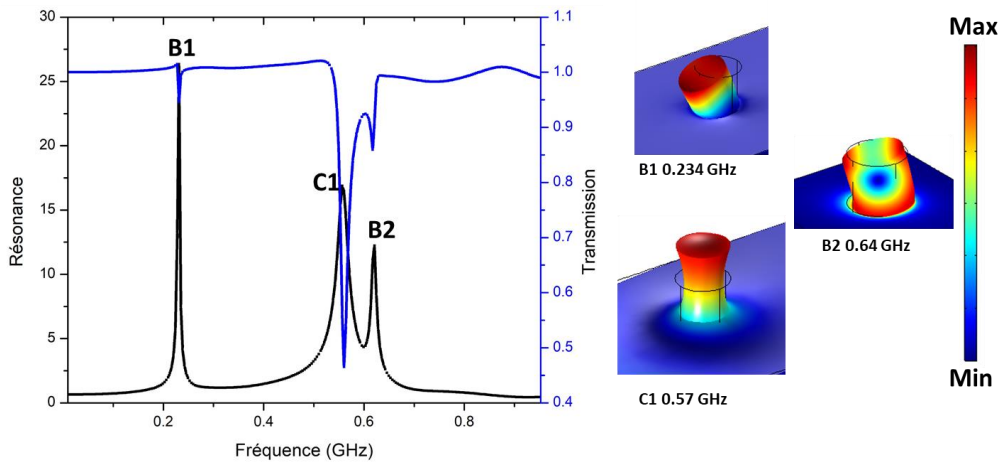 30
25
20
15
10
5
0
Résonance
0.2
0.4
0.6
0.8
Fréquence (GHz)
1.1
1.0
0.9
0.8
0.7
0.6
0.5
0.4
Transmission
B1
C1
B2
B1 0.234 GHz
B2 0.64 GHz
C1 0.57 GHz
Max
Min